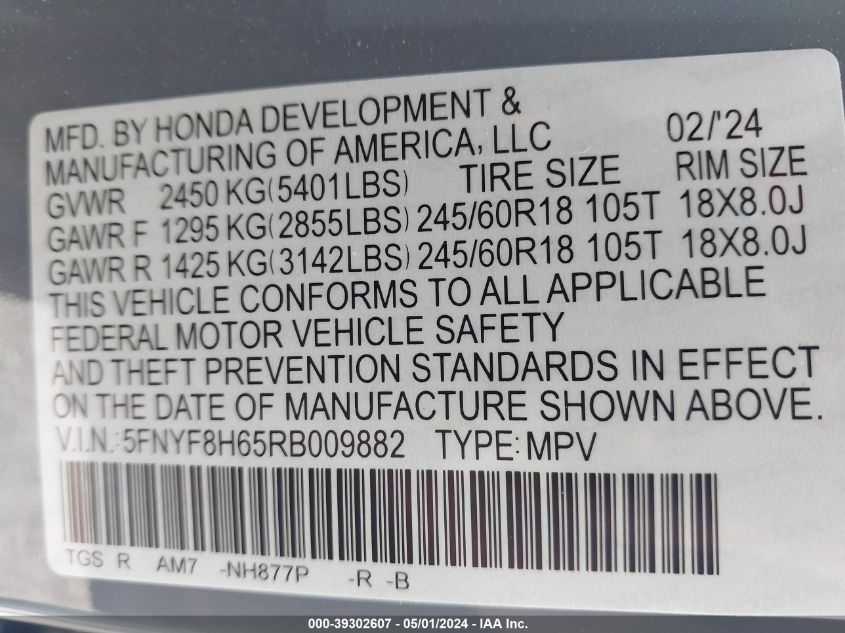 MFD. BY HONDA DEVELOPMENT &
MANUFACTURING OF AMERICA, LLC 02/'24
GVWR 2450 KG(5401LBS) TIRE SIZE RIM SIZE
GAWR F 1295 KG(2855LBS) 245/60R18 105T 18X8.0J
GAWR R 1425 KG(3142LBS) 245/60R18 105T 18X8.0J
THIS VEHICLE CONFORMS TO ALL APPLICABLE
FEDERAL MOTOR VEHICLE SAFETY
AND THEFT PREVENTION STANDARDS IN EFFECT
ON THE DATE OF MANUFACTURE SHOWN ABOVE.
V.I.N.: 5FNYF8H65RB009882 TYPE: MPV
TGS R AM7 -NH877P -R -B
000-39302607 / 05/01/2024 - IAA Inc.